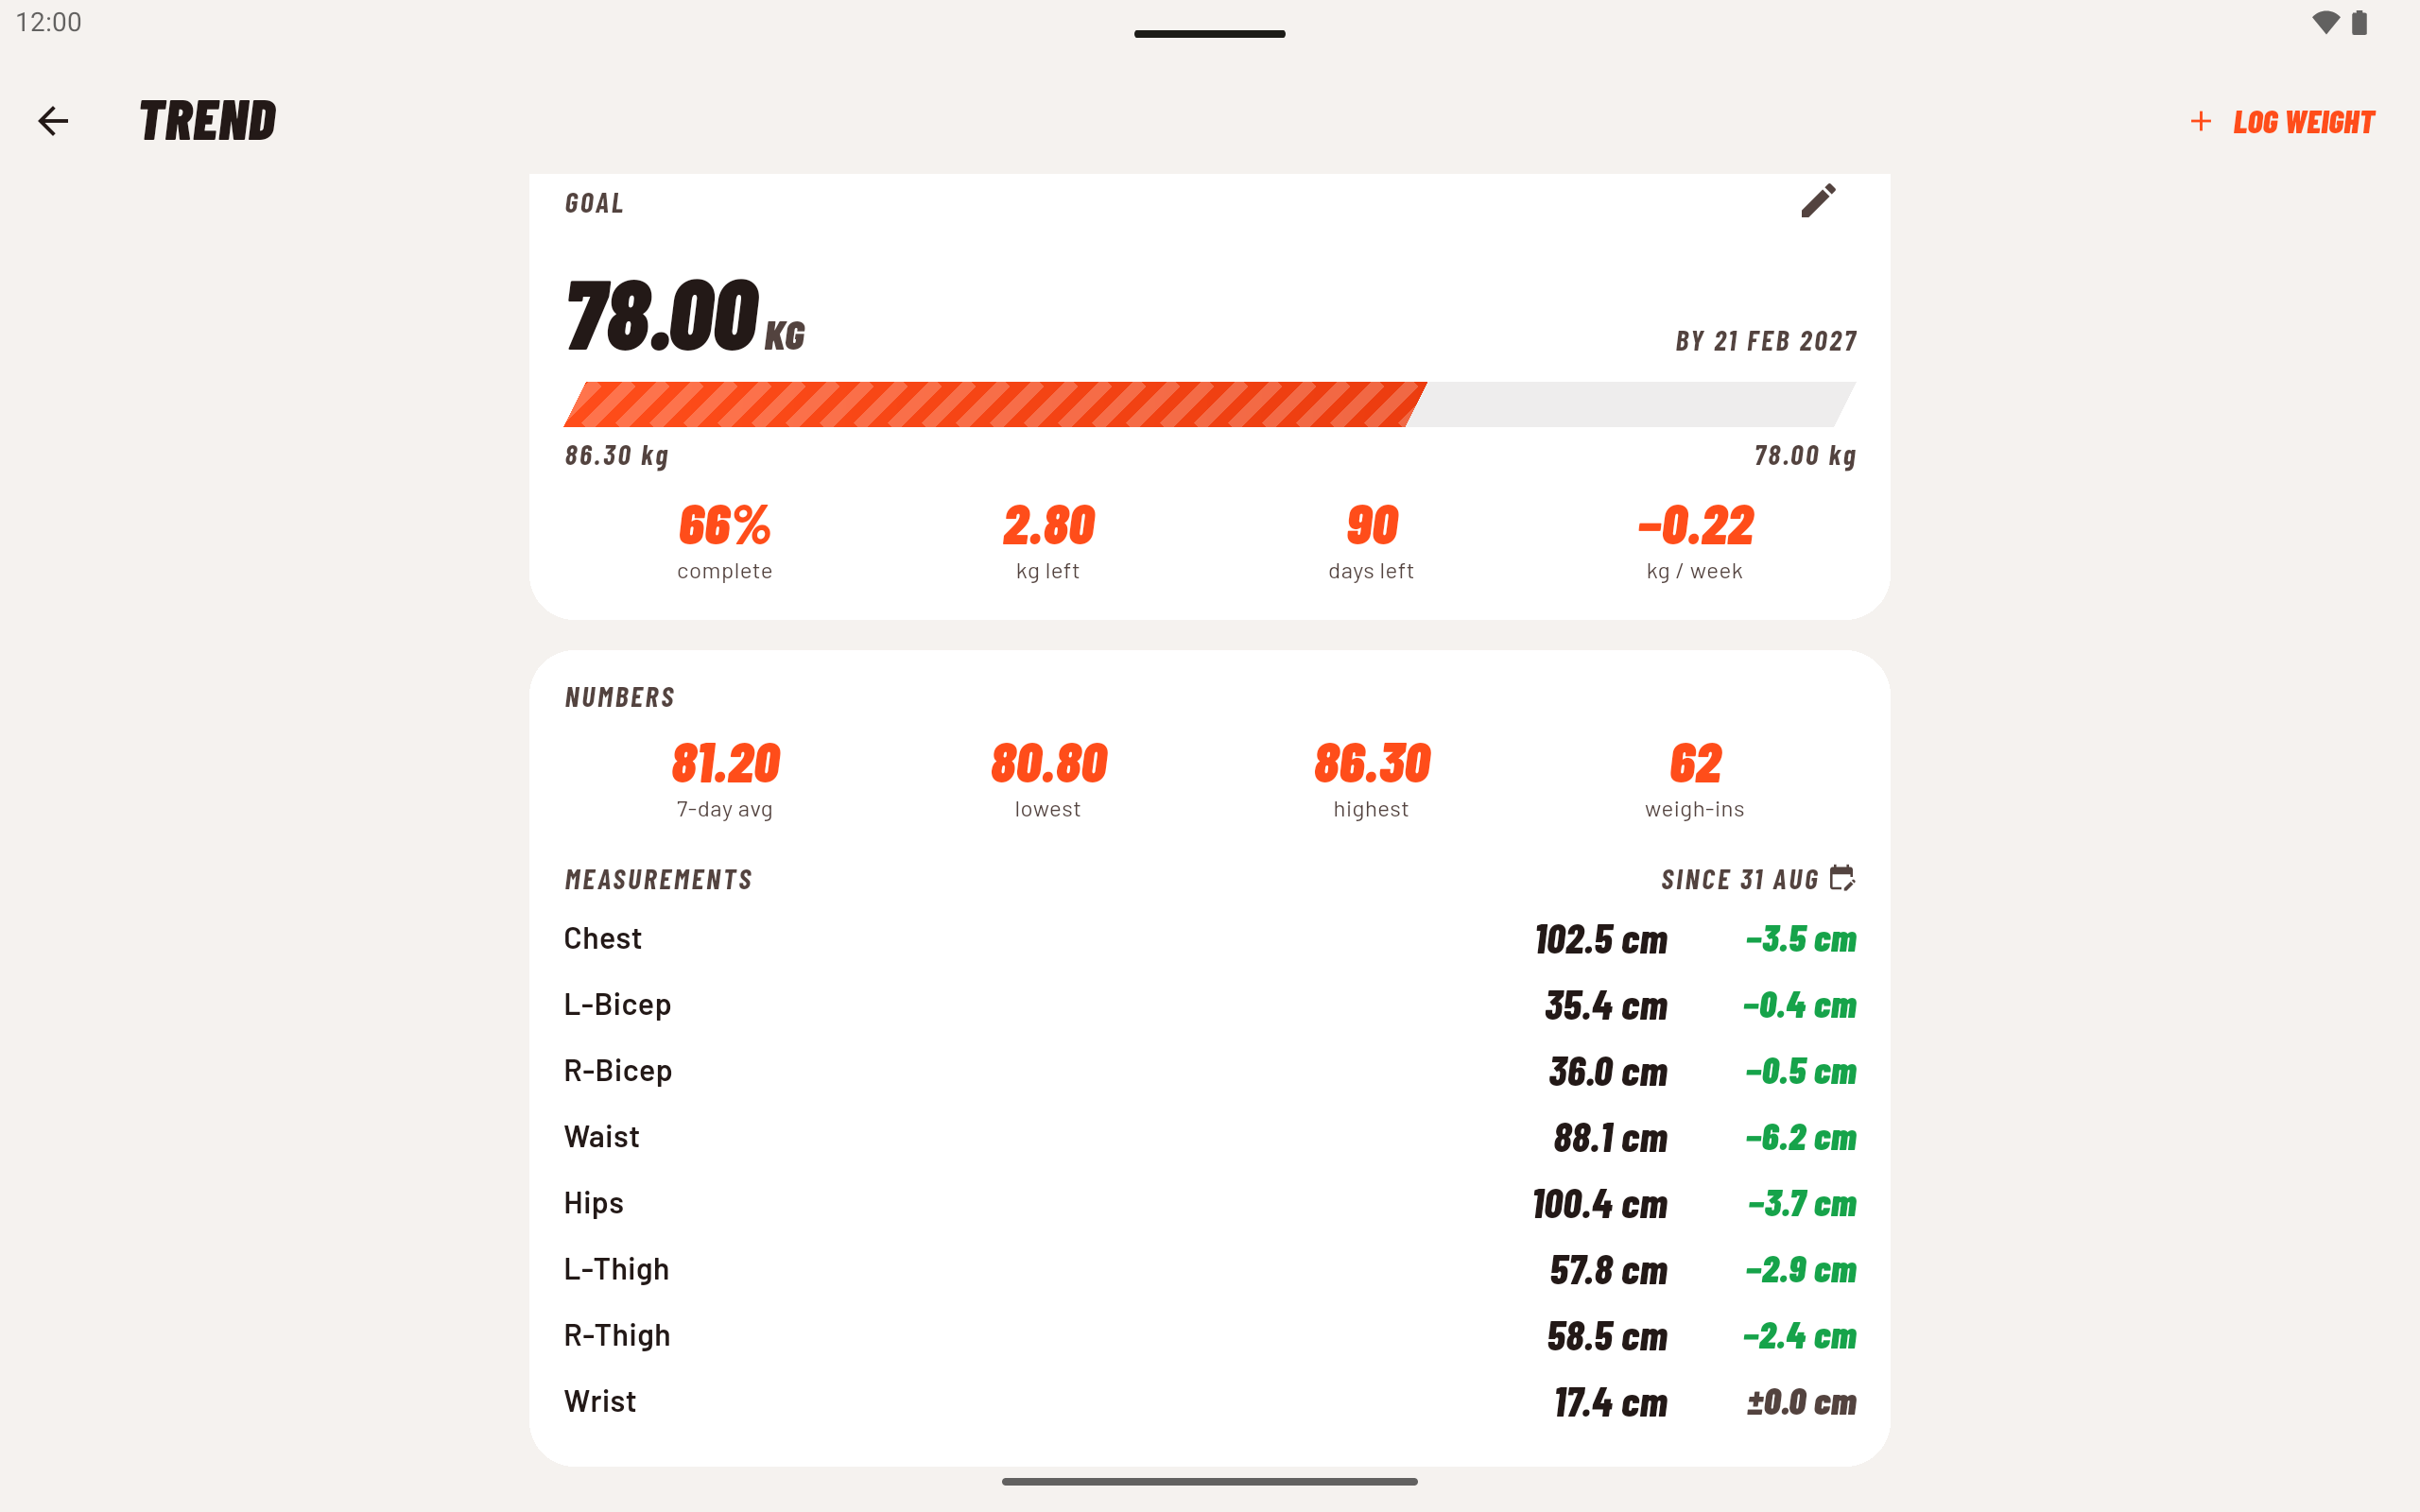 12:00
TREND
+ LOG WEIGHT
GOAL
78.00 KG
BY 21 FEB 2027
86.30 kg 78.00 kg
66% 2.80 90 −0.22
complete kg left days left kg / week
NUMBERS
81.20 80.80 86.30 62
7-day avg lowest highest weigh-ins
MEASUREMENTS SINCE 31 AUG
Chest 102.5 cm −3.5 cm
L-Bicep 35.4 cm −0.4 cm
R-Bicep 36.0 cm −0.5 cm
Waist 88.1 cm −6.2 cm
Hips 100.4 cm −3.7 cm
L-Thigh 57.8 cm −2.9 cm
R-Thigh 58.5 cm −2.4 cm
Wrist 17.4 cm ±0.0 cm